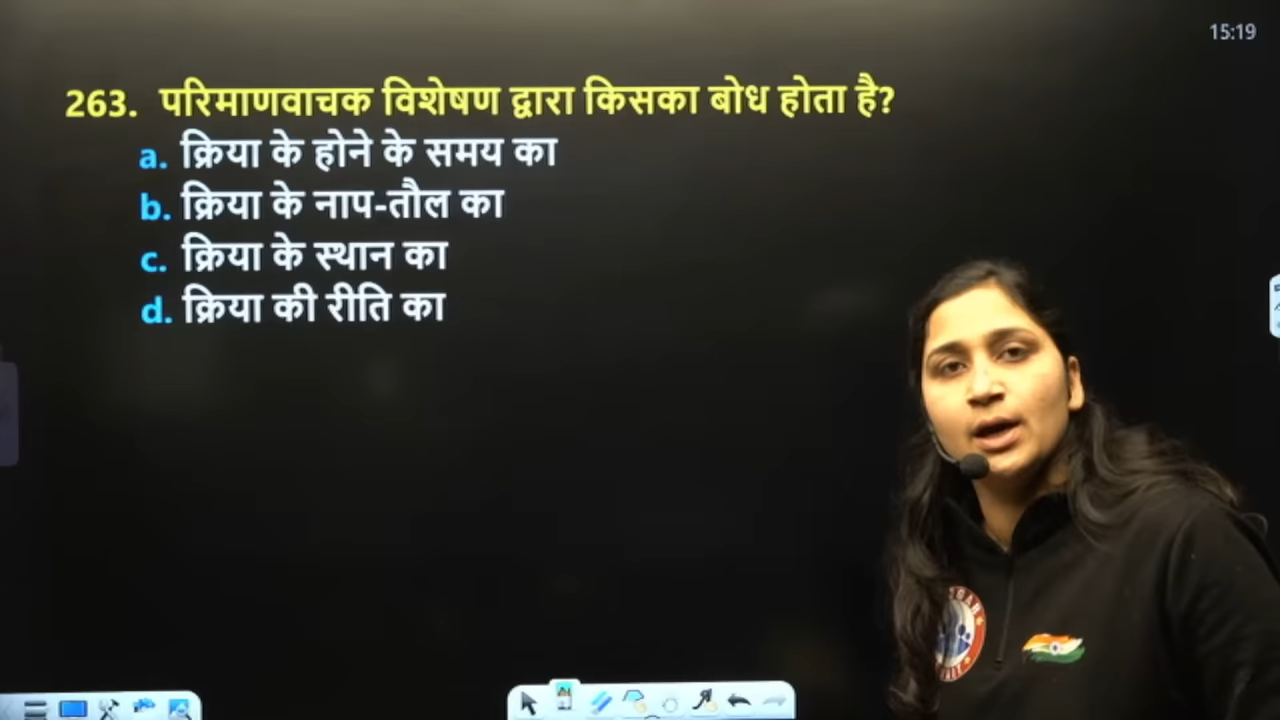 15:19
263. परिमाणवाचक विशेषण द्वारा किसका बोध होता है?
a. क्रिया के होने के समय का
b. क्रिया के नाप-तौल का
c. क्रिया के स्थान का
d. क्रिया की रीति का